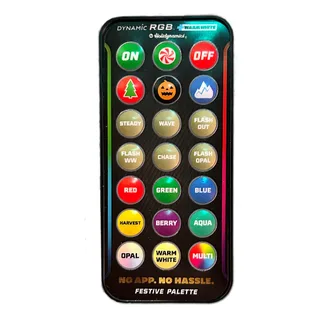 DYNAMIC RGB + WARM WHITE
ON OFF
STEADY WAVE FLASH OUT
FLASH WW CHASE FLASH OPAL
RED GREEN BLUE
HARVEST BERRY AQUA
OPAL WARM WHITE MULTI
NO APP. NO HASSLE.
FESTIVE PALETTE